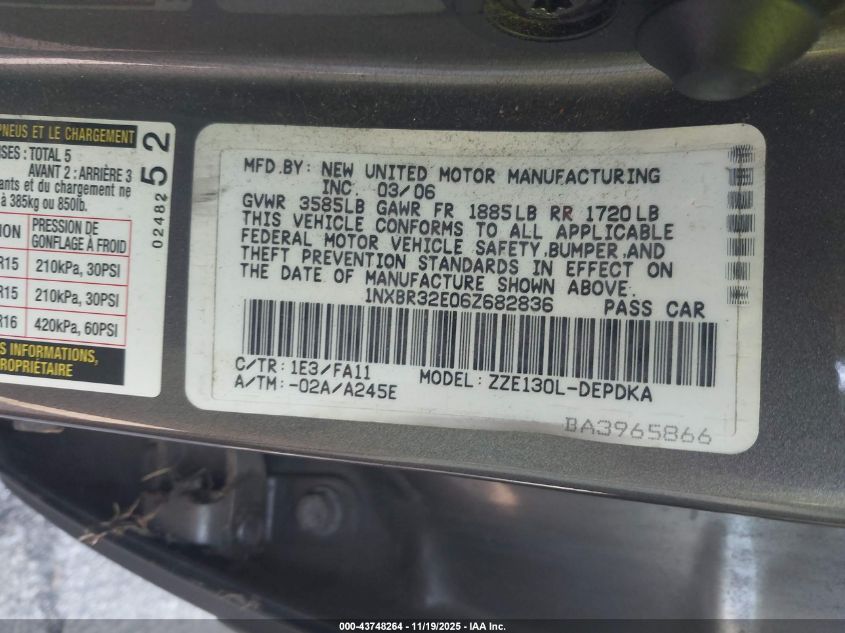 PNEUS ET LE CHARGEMENT
SES : TOTAL 5
AVANT 2 : ARRIÈRE 3
ants et du chargement ne
à 385kg ou 850lb.
ION PRESSION DE GONFLAGE À FROID
R15 210kPa, 30PSI
R15 210kPa, 30PSI
R16 420kPa, 60PSI
S INFORMATIONS,
ROPRIÉTAIRE
02482 52
MFD.BY: NEW UNITED MOTOR MANUFACTURING
INC. 03/06
GVWR 3585LB GAWR FR 1885LB RR 1720LB
THIS VEHICLE CONFORMS TO ALL APPLICABLE
FEDERAL MOTOR VEHICLE SAFETY,BUMPER,AND
THEFT PREVENTION STANDARDS IN EFFECT ON
THE DATE OF MANUFACTURE SHOWN ABOVE.
1NXBR32E06Z682836 PASS CAR
C/TR: 1E3/FA11
A/TM: -02A/A245E MODEL: ZZE130L-DEPDKA
BA3965866
000-43748264 - 11/19/2025 - IAA Inc.